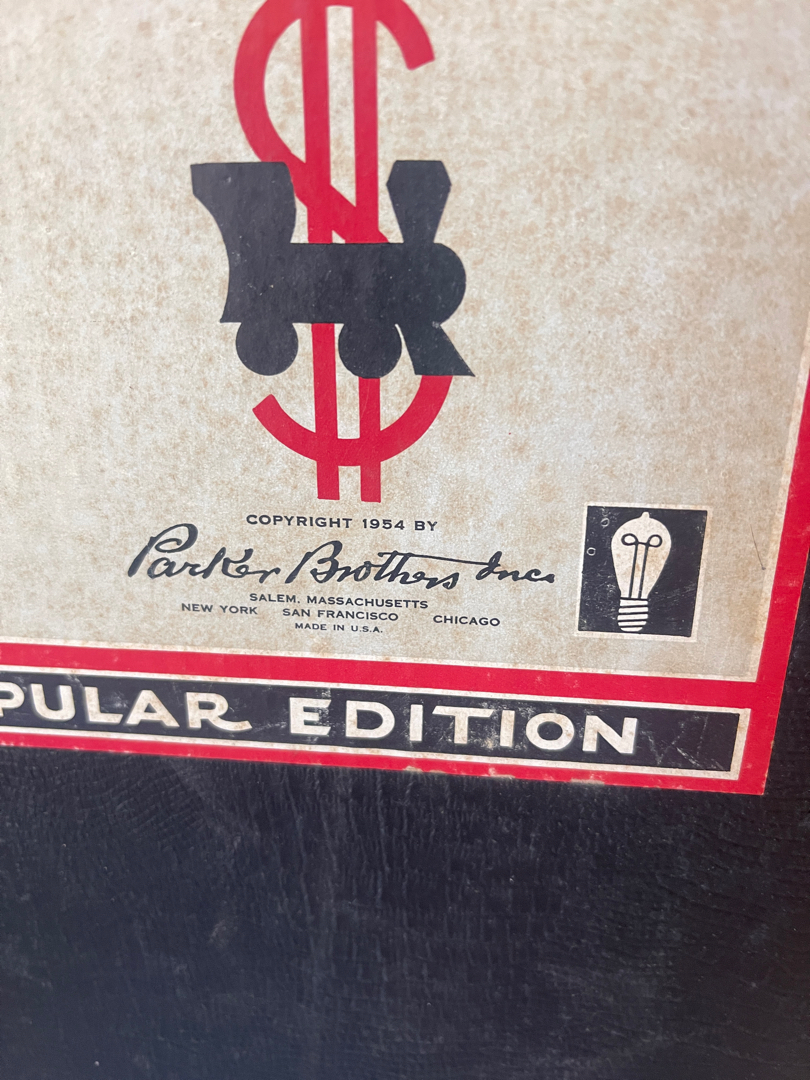 COPYRIGHT 1954 BY
Parker Brothers Inc.
SALEM, MASSACHUSETTS
NEW YORK SAN FRANCISCO CHICAGO
MADE IN U.S.A.
PULAR EDITION